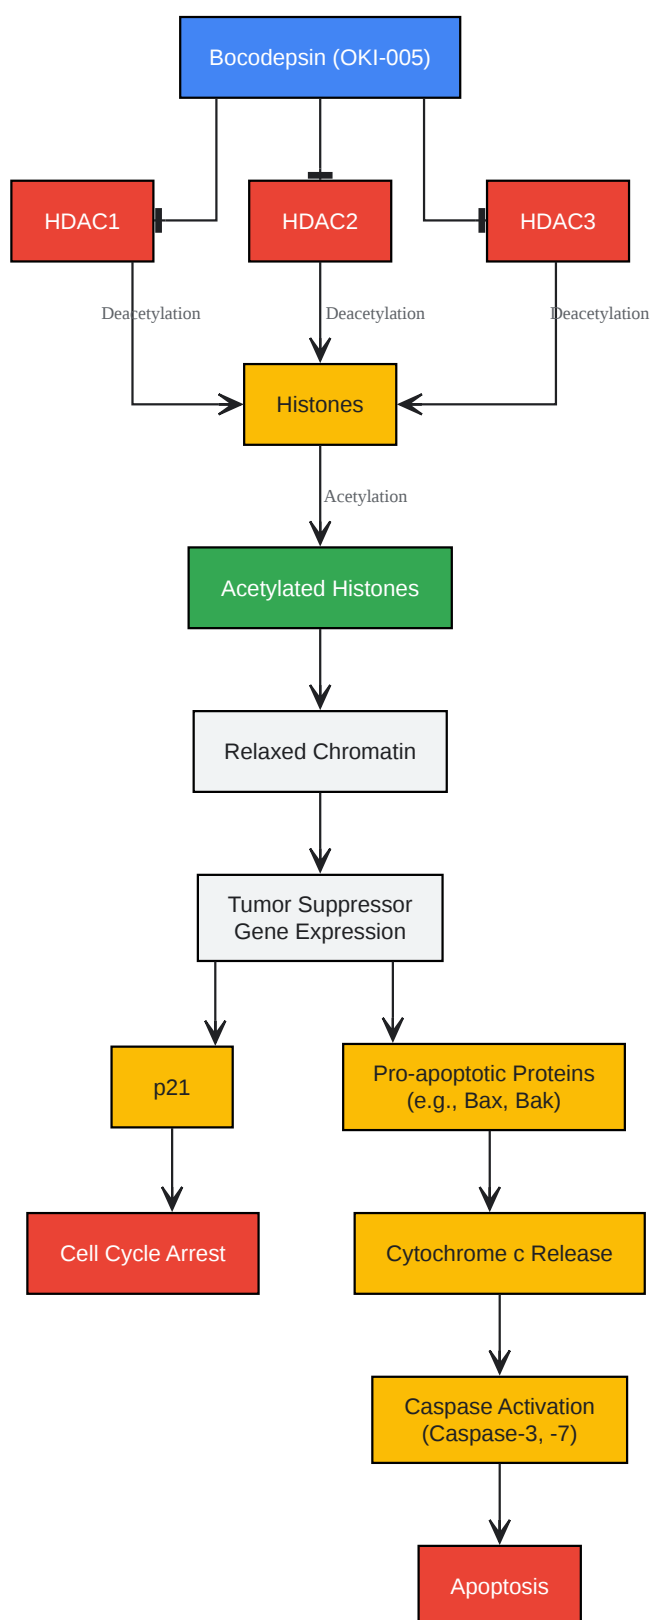 Bocodepsin (OKI-005)
HDAC1
HDAC2
HDAC3
Deacetylation
Deacetylation
Deacetylation
Histones
Acetylation
Acetylated Histones
Relaxed Chromatin
Tumor Suppressor
Gene Expression
p21
Pro-apoptotic Proteins
(e.g., Bax, Bak)
Cell Cycle Arrest
Cytochrome c Release
Caspase Activation
(Caspase-3, -7)
Apoptosis